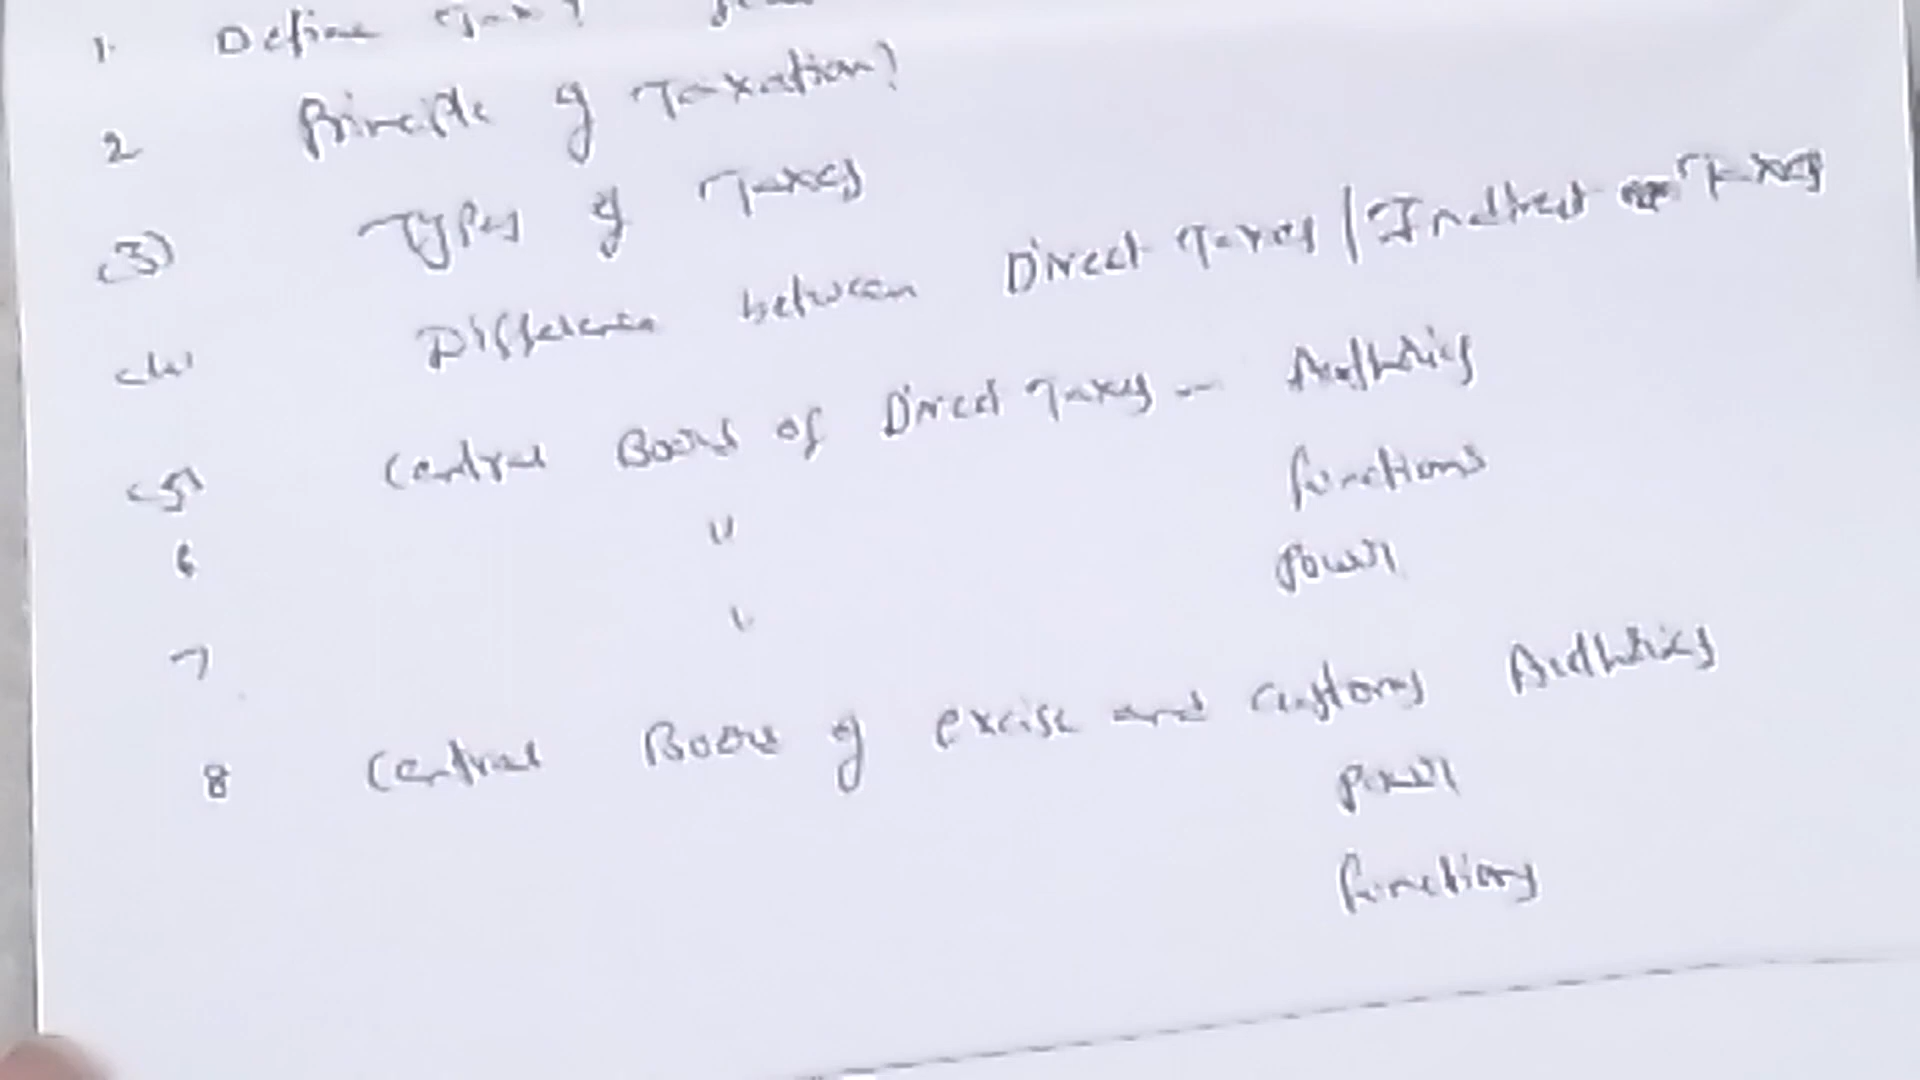 1. Define Tax?
2 Principle of Taxation?
(3) Types of Taxes
(4) Difference between Direct Taxes / Indirect Taxes
(5) Central Board of Direct Taxes - Authorities
6 " functions
7 " power
8 Central Board of excise and customs Authorities
power
functions